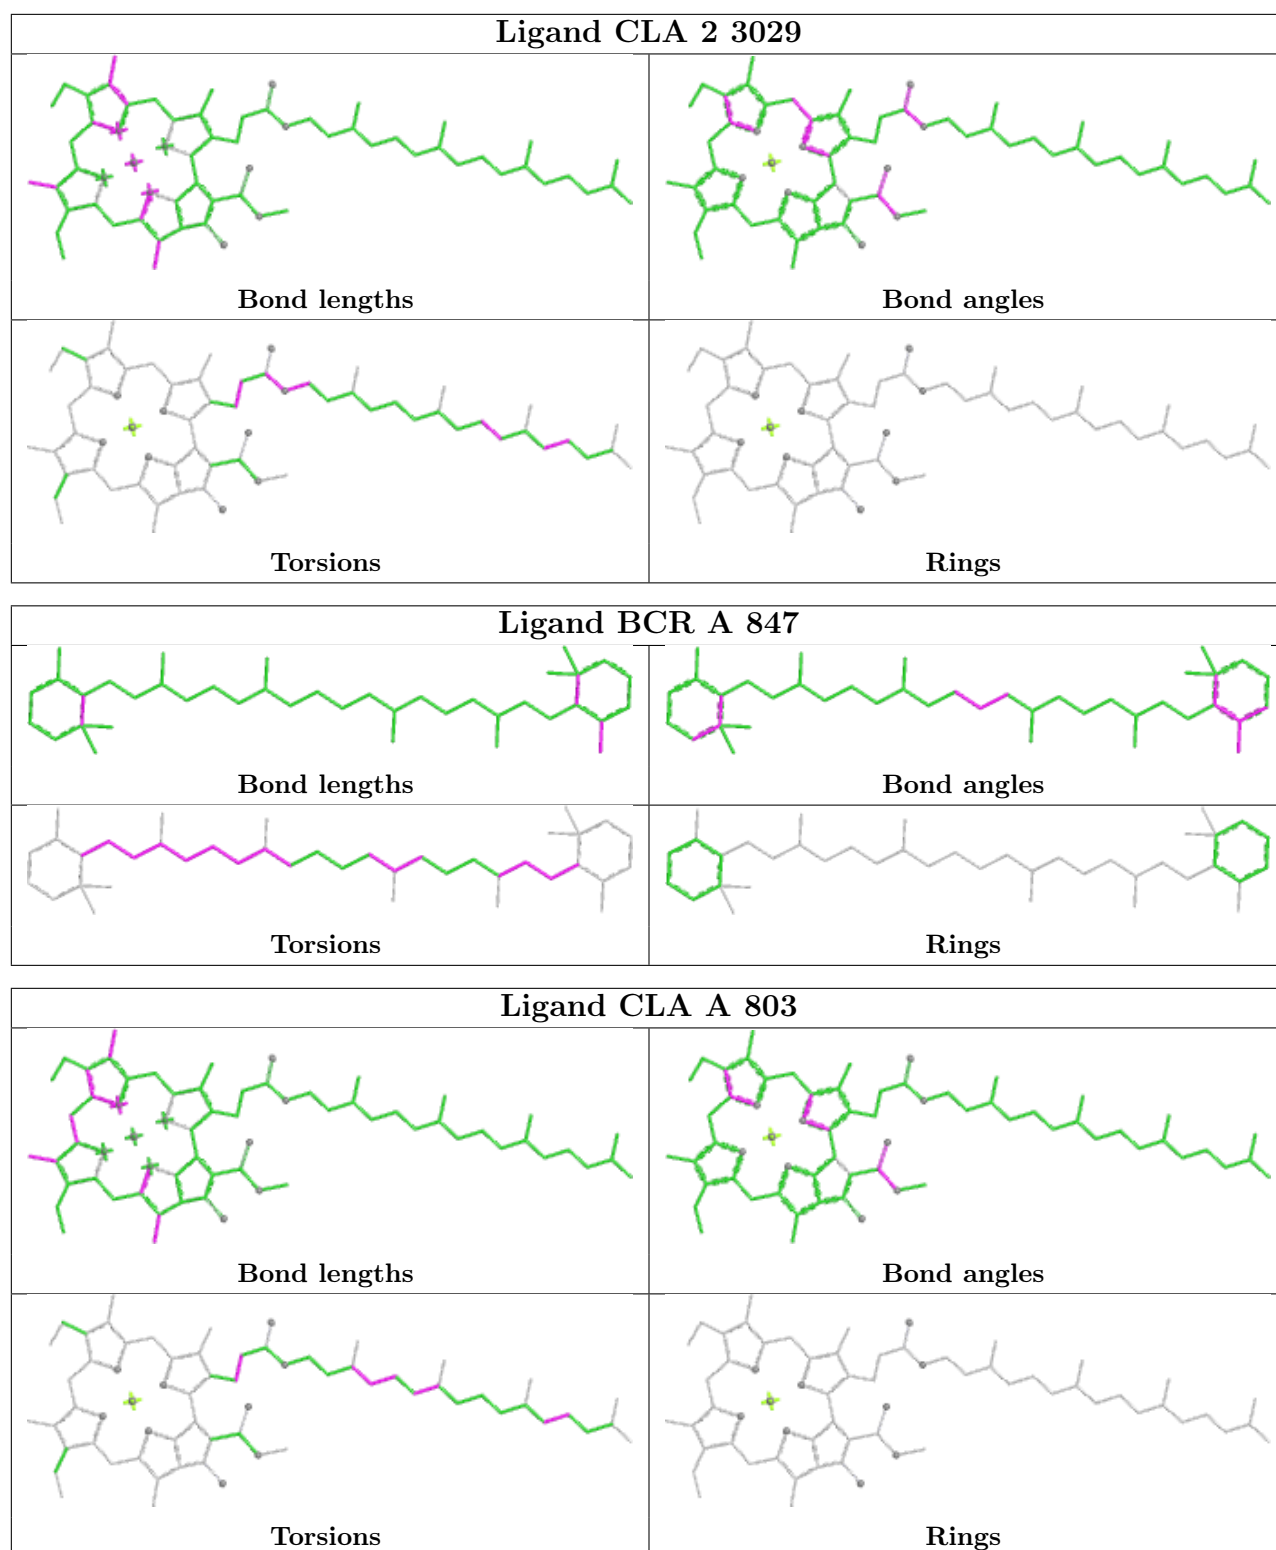 Ligand CLA 2 3029
Bond lengths
Bond angles
Torsions
Rings
Ligand BCR A 847
Bond lengths
Bond angles
Torsions
Rings
Ligand CLA A 803
Bond lengths
Bond angles
Torsions
Rings